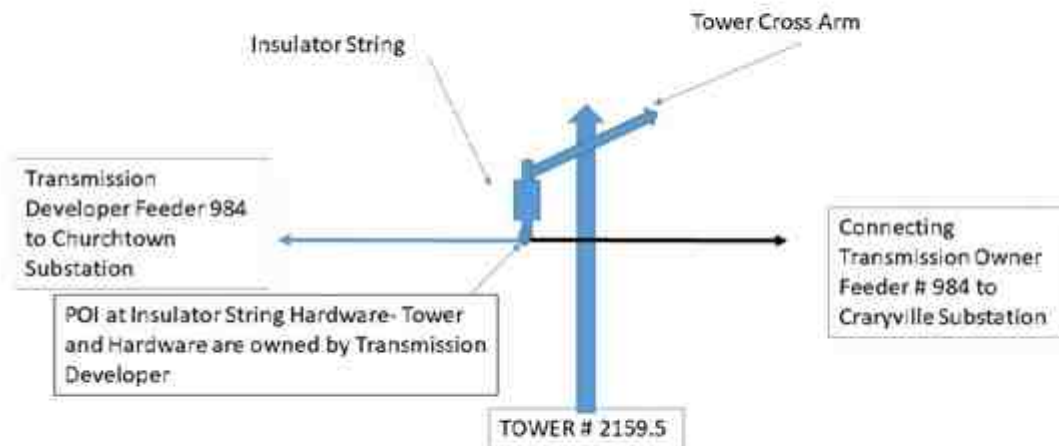 Tower Cross Arm
Insulator String
Transmission
Developer Feeder 984
to Churchtown
Substation
Connecting
Transmission Owner
Feeder # 984 to
Craryville Substation
POI at Insulator String Hardware- Tower
and Hardware are owned by Transmission
Developer
TOWER # 2159.5